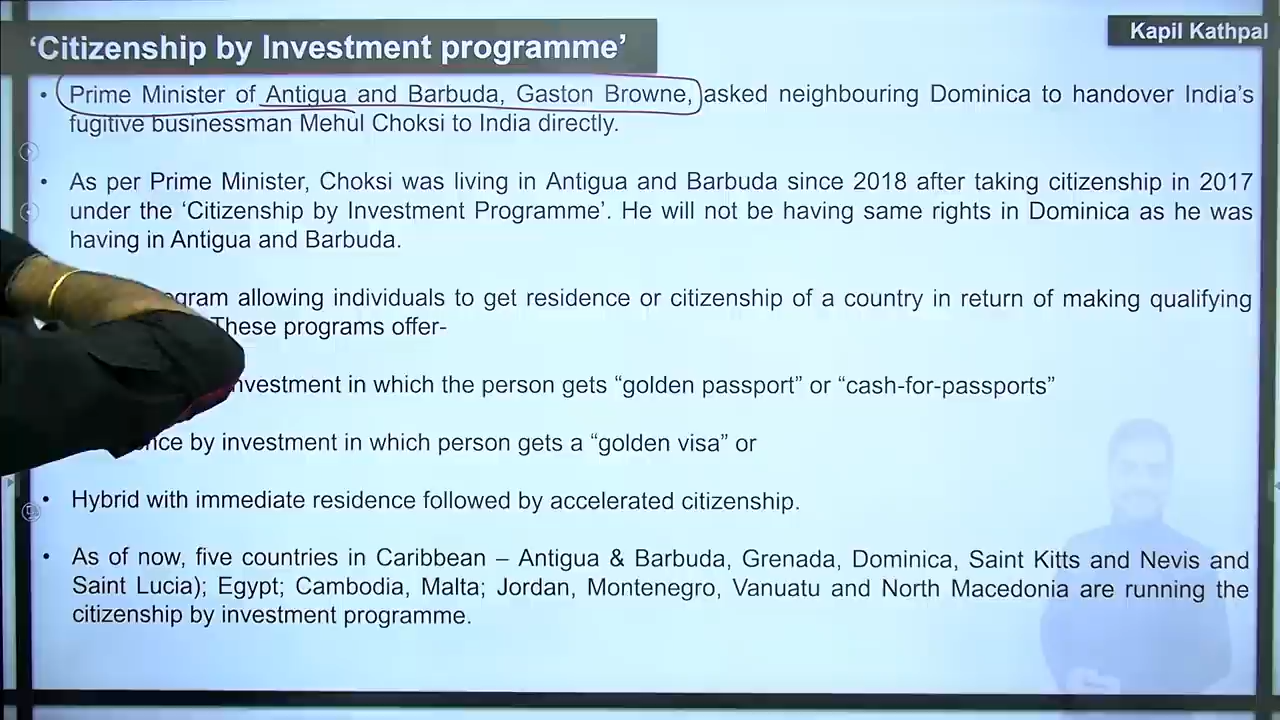 ‘Citizenship by Investment programme’
Kapil Kathpal
• Prime Minister of Antigua and Barbuda, Gaston Browne, asked neighbouring Dominica to handover India’s
fugitive businessman Mehul Choksi to India directly.
• As per Prime Minister, Choksi was living in Antigua and Barbuda since 2018 after taking citizenship in 2017
under the ‘Citizenship by Investment Programme’. He will not be having same rights in Dominica as he was
having in Antigua and Barbuda.
allowing individuals to get residence or citizenship of a country in return of making qualifying
These programs offer-
investment in which the person gets “golden passport” or “cash-for-passports”
by investment in which person gets a “golden visa” or
• Hybrid with immediate residence followed by accelerated citizenship.
• As of now, five countries in Caribbean – Antigua & Barbuda, Grenada, Dominica, Saint Kitts and Nevis and
Saint Lucia); Egypt; Cambodia, Malta; Jordan, Montenegro, Vanuatu and North Macedonia are running the
citizenship by investment programme.